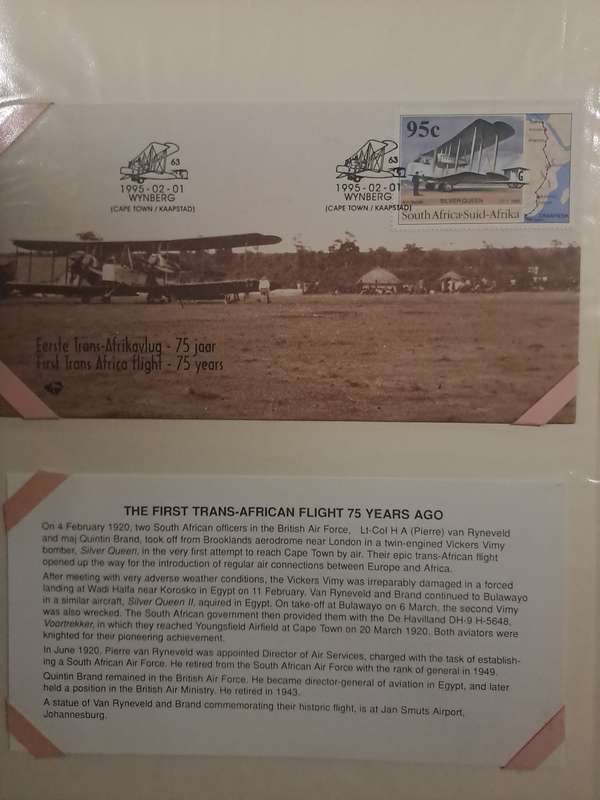 63
1995-02-01
WYNBERG
(CAPE TOWN / KAAPSTAD)
63
1995-02-01
WYNBERG
(CAPE TOWN / KAAPSTAD)
95c
G
SILVER QUEEN
South Africa·Suid-Afrika
Eerste Trans-Afrikavlug - 75 jaar
First Trans Africa flight - 75 years
THE FIRST TRANS-AFRICAN FLIGHT 75 YEARS AGO
On 4 February 1920, two South African officers in the British Air Force, Lt-Col H A (Pierre) van Ryneveld
and maj Quintin Brand, took off from Brooklands aerodrome near London in a twin-engined Vickers Vimy
bomber, Silver Queen, in the very first attempt to reach Cape Town by air. Their epic trans-African flight
opened up the way for the introduction of regular air connections between Europe and Africa.
After meeting with very adverse weather conditions, the Vickers Vimy was irreparably damaged in a forced
landing at Wadi Halfa near Korosko in Egypt on 11 February. Van Ryneveld and Brand continued to Bulawayo
in a similar aircraft, Silver Queen II, aquired in Egypt. On take-off at Bulawayo on 6 March, the second Vimy
was also wrecked. The South African government then provided them with the De Havilland DH-9 H-5648,
Voortrekker, in which they reached Youngsfield Airfield at Cape Town on 20 March 1920. Both aviators were
knighted for their pioneering achievement.
In June 1920, Pierre van Ryneveld was appointed Director of Air Services, charged with the task of establish-
ing a South African Air Force. He retired from the South African Air Force with the rank of general in 1949.
Quintin Brand remained in the British Air Force. He became director-general of aviation in Egypt, and later
held a position in the British Air Ministry. He retired in 1943.
A statue of Van Ryneveld and Brand commemorating their historic flight, is at Jan Smuts Airport,
Johannesburg.